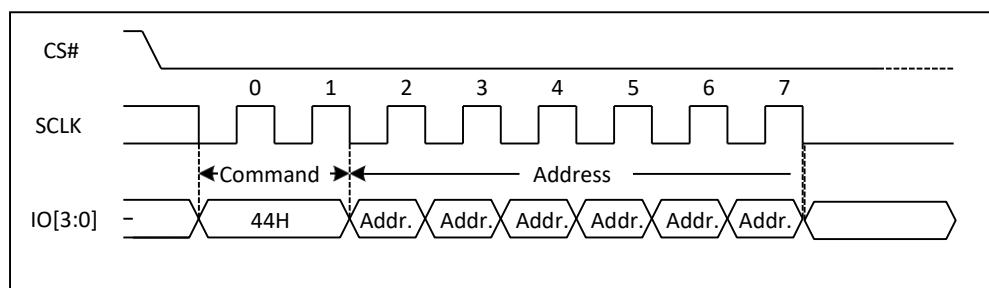 CS#
0 1 2 3 4 5 6 7
SCLK
Command Address
IO[3:0] 44H Addr. Addr. Addr. Addr. Addr. Addr.